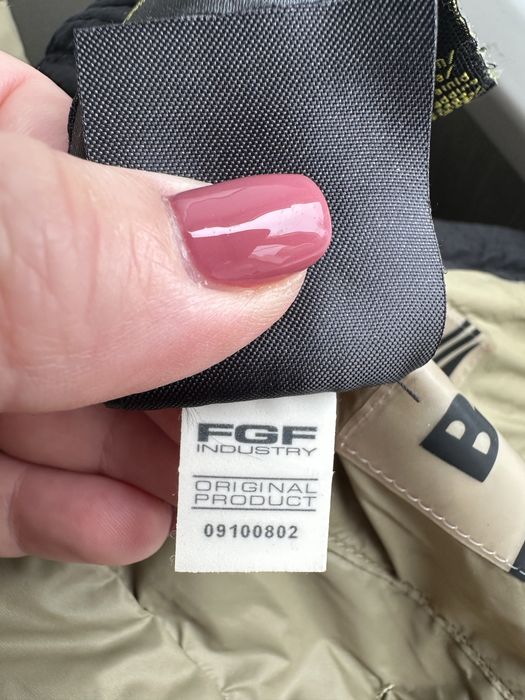 FGF
INDUSTRY
ORIGINAL
PRODUCT
09100802
B